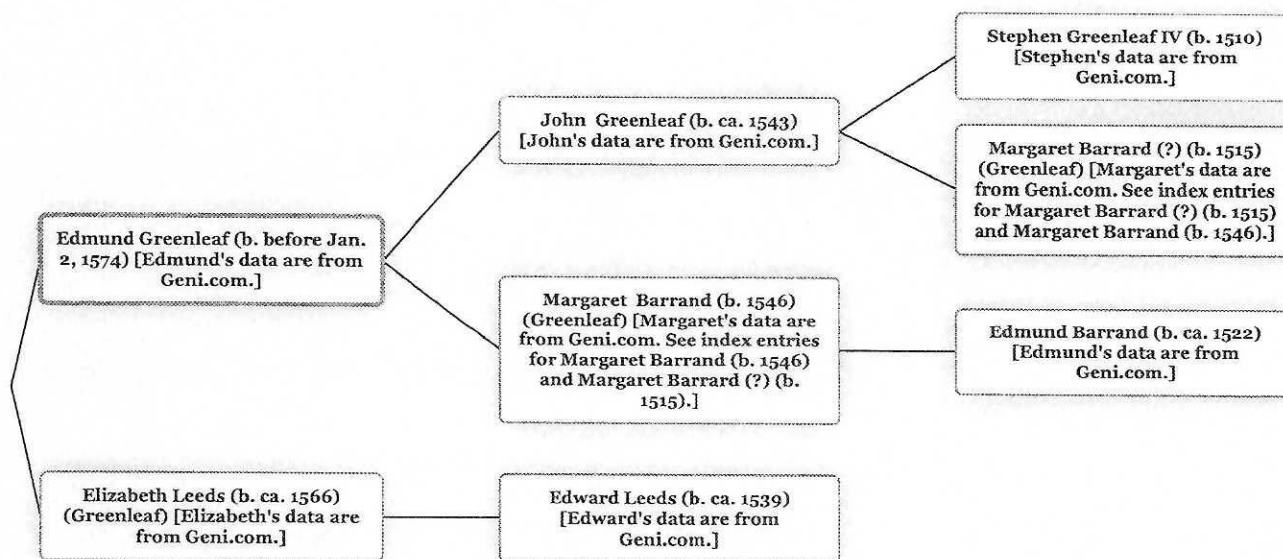 Stephen Greenleaf IV (b. 1510)
[Stephen's data are from
Geni.com.]
John Greenleaf (b. ca. 1543)
[John's data are from Geni.com.]
Margaret Barrard (?) (b. 1515)
(Greenleaf) [Margaret's data are
from Geni.com. See index entries
for Margaret Barrard (?) (b. 1515)
and Margaret Barrand (b. 1546).]
Edmund Greenleaf (b. before Jan.
2, 1574) [Edmund's data are from
Geni.com.]
Margaret Barrand (b. 1546)
(Greenleaf) [Margaret's data are
from Geni.com. See index entries
for Margaret Barrand (b. 1546)
and Margaret Barrard (?) (b.
1515).]
Edmund Barrand (b. ca. 1522)
[Edmund's data are from
Geni.com.]
Elizabeth Leeds (b. ca. 1566)
(Greenleaf) [Elizabeth's data are
from Geni.com.]
Edward Leeds (b. ca. 1539)
[Edward's data are from
Geni.com.]